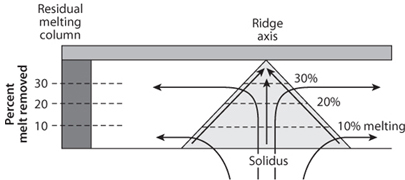 Residual
melting
column
Ridge
axis
Percent
melt removed
30
20
10
30%
20%
10% melting
Solidus